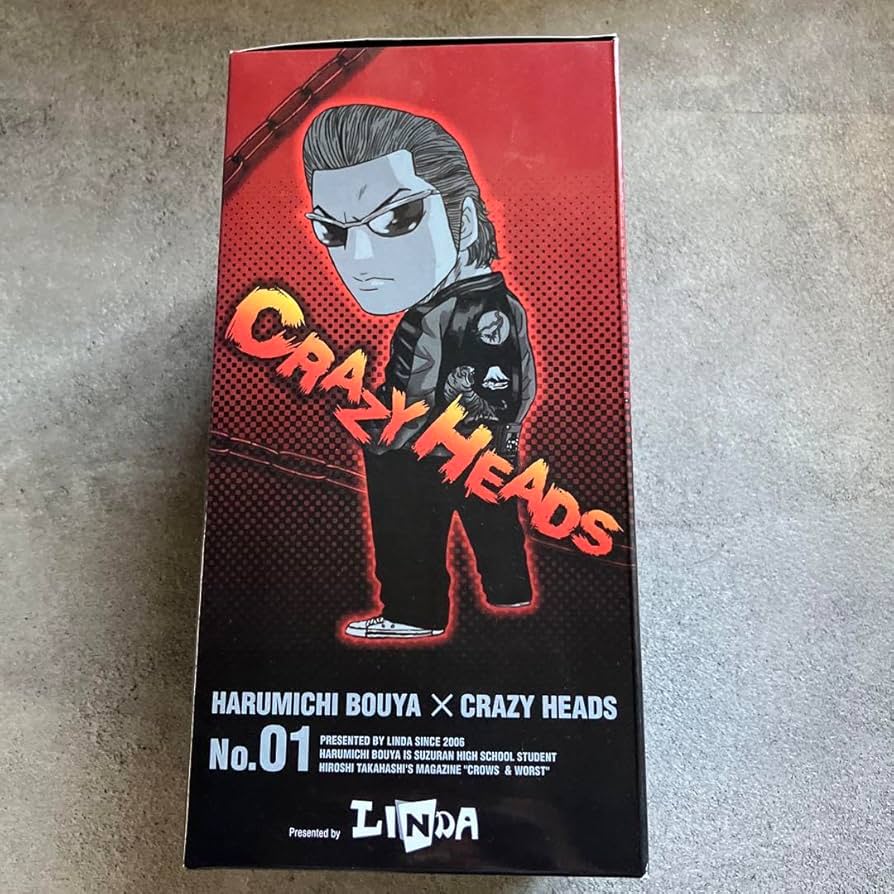 CRAZY HEADS
HARUMICHI BOUYA × CRAZY HEADS
No.01
PRESENTED BY LINDA SINCE 2006
HARUMICHI BOUYA IS SUZURAN HIGH SCHOOL STUDENT
HIROSHI TAKAHASHI'S MAGAZINE "CROWS & WORST"
Presented by LINDA